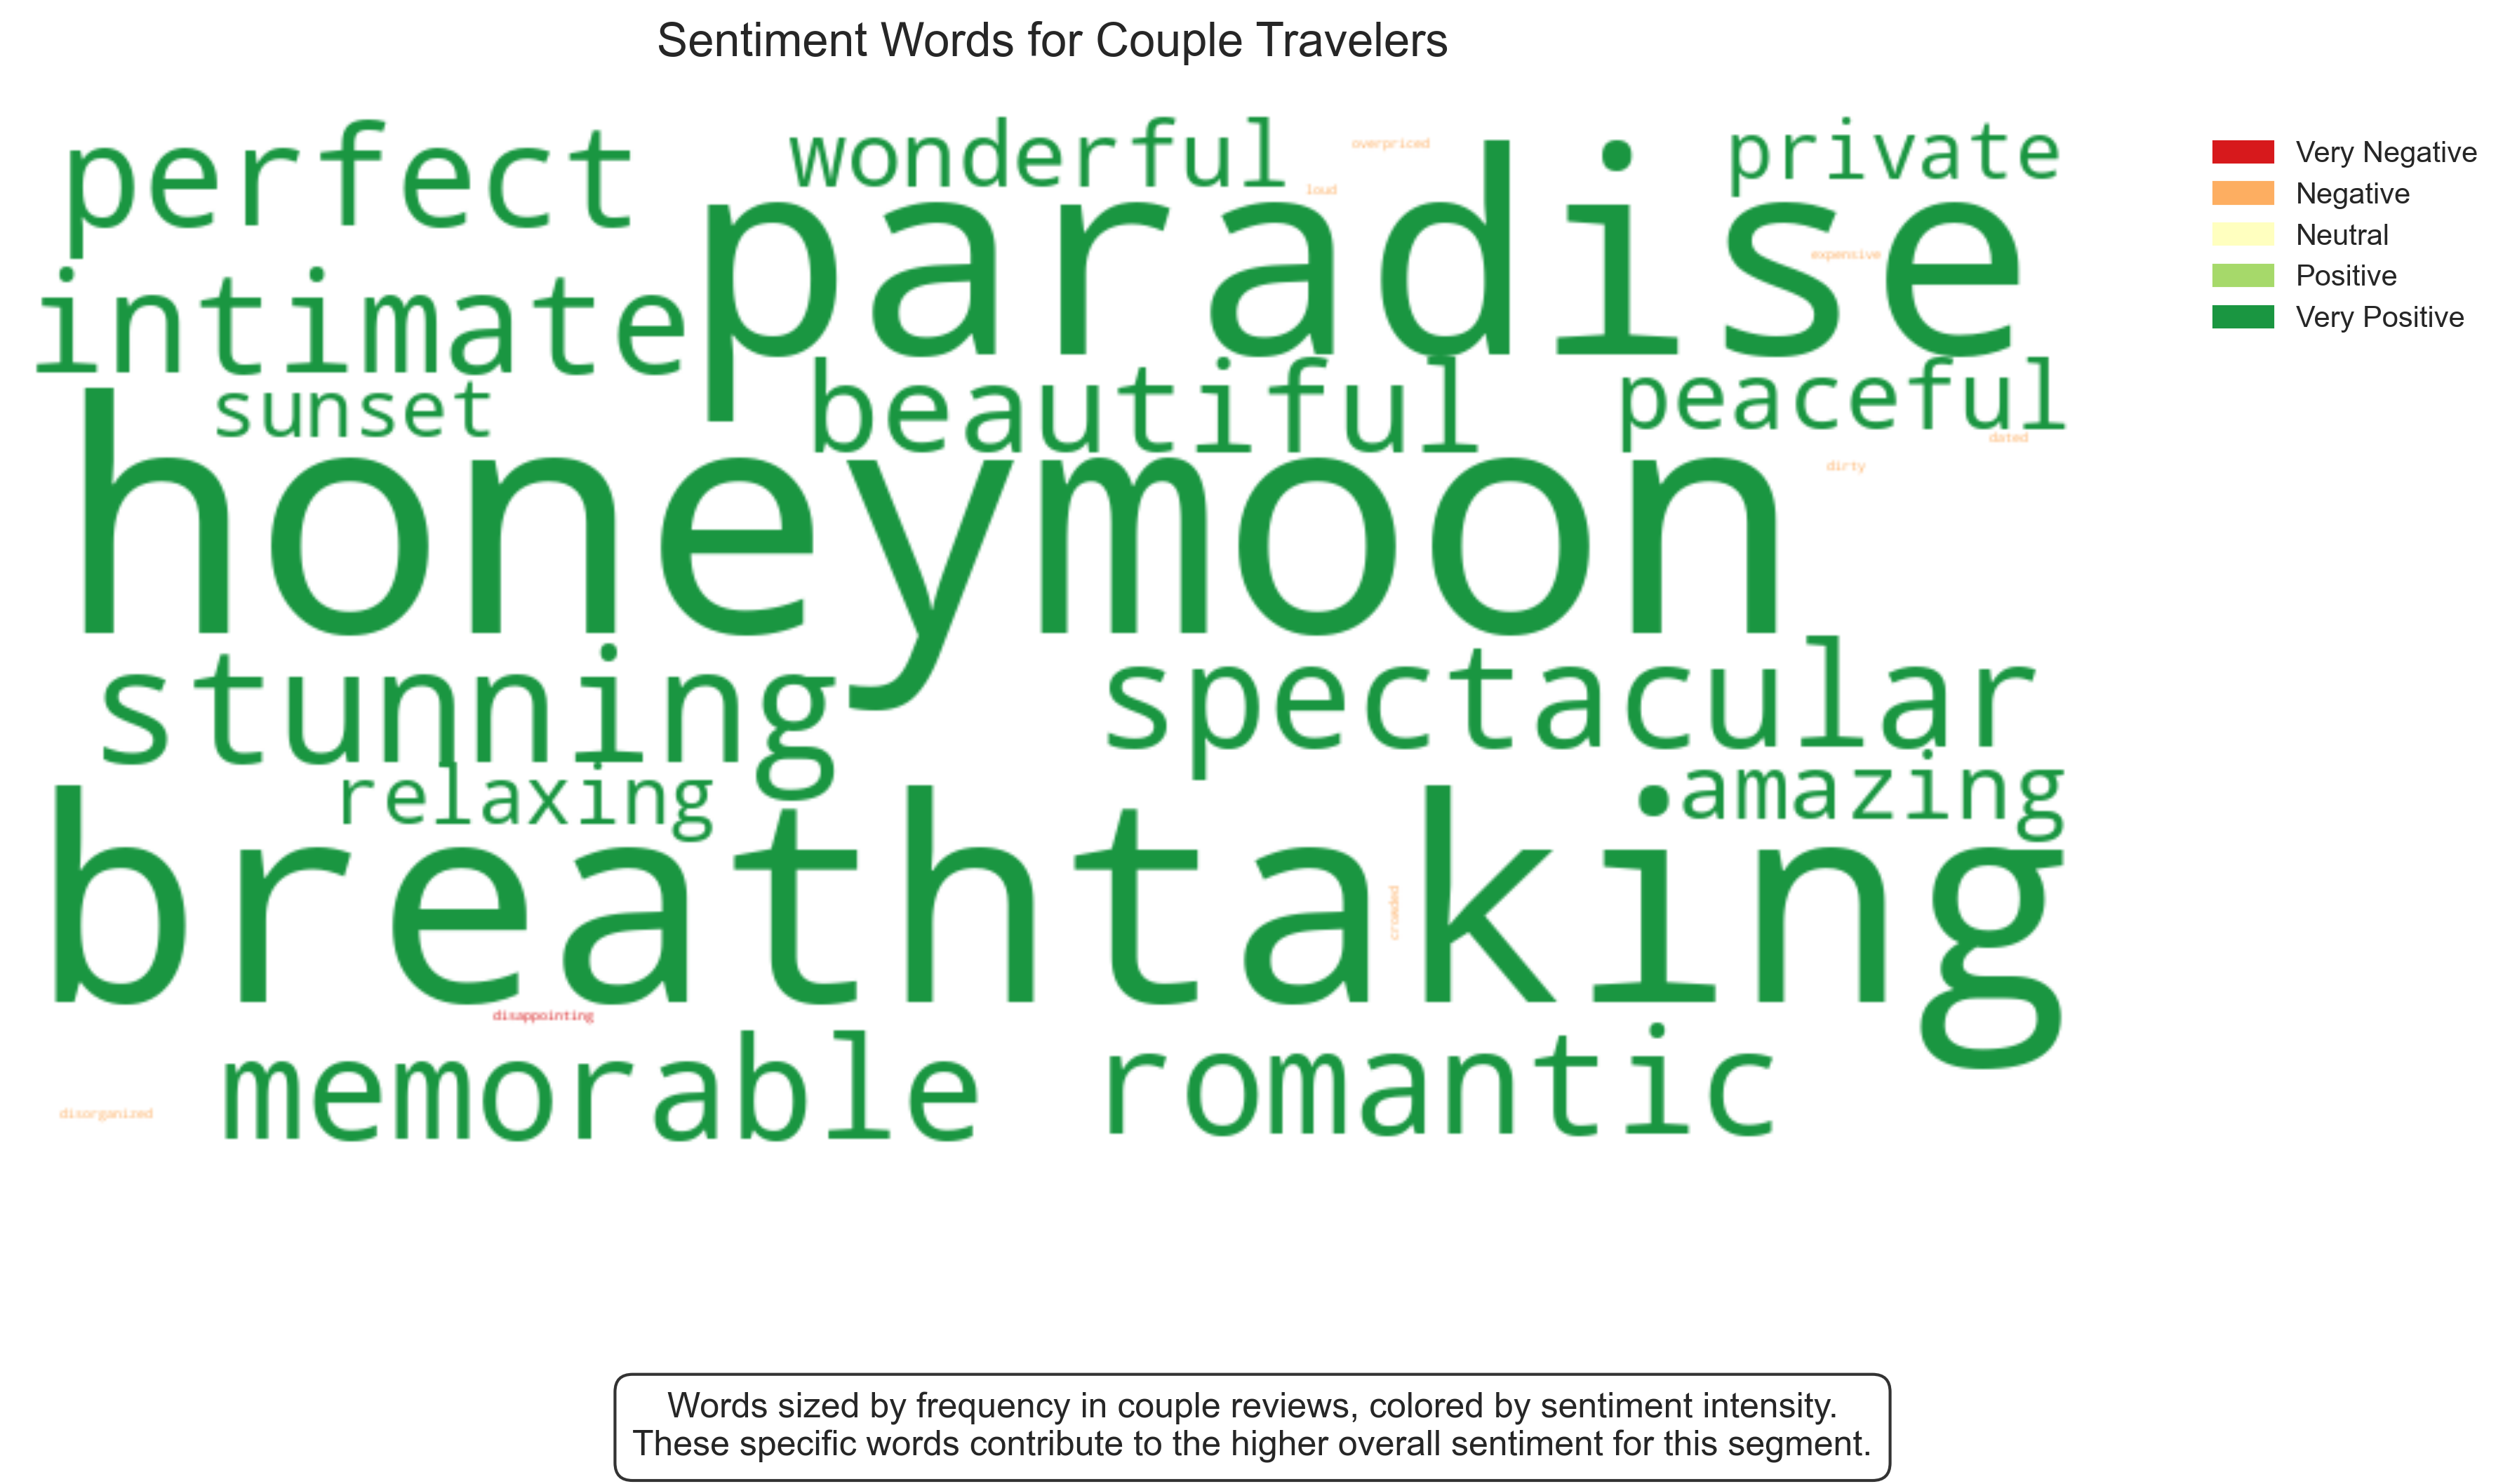 Sentiment Words for Couple Travelers
perfect
wonderful
overpriced
private
loud
paradise
expensive
intimate
sunset
beautiful
peaceful
dated
dirty
honeymoon
stunning
spectacular
relaxing
amazing
breathtaking
crowded
disappointing
memorable
romantic
disorganized
Very Negative
Negative
Neutral
Positive
Very Positive
Words sized by frequency in couple reviews, colored by sentiment intensity.
These specific words contribute to the higher overall sentiment for this segment.